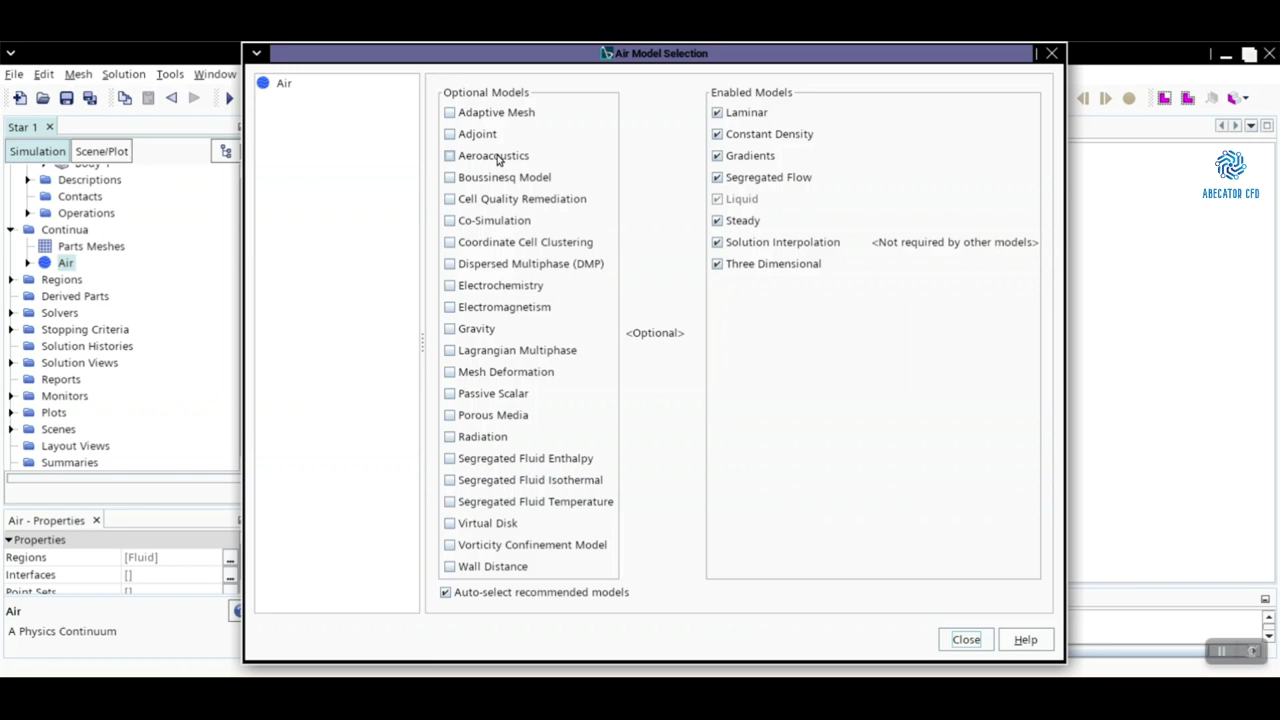 Air Model Selection
File Edit Mesh Solution Tools Window
Star 1
Simulation Scene/Plot
Descriptions
Contacts
Operations
Continua
Parts Meshes
Air
Regions
Derived Parts
Solvers
Stopping Criteria
Solution Histories
Solution Views
Reports
Monitors
Plots
Scenes
Layout Views
Summaries
Air - Properties
Properties
Regions [Fluid] ...
Interfaces [] ...
Point Sets []
Air
A Physics Continuum
Air
Optional Models
Adaptive Mesh
Adjoint
Aeroacoustics
Boussinesq Model
Cell Quality Remediation
Co-Simulation
Coordinate Cell Clustering
Dispersed Multiphase (DMP)
Electrochemistry
Electromagnetism
Gravity
Lagrangian Multiphase
Mesh Deformation
Passive Scalar
Porous Media
Radiation
Segregated Fluid Enthalpy
Segregated Fluid Isothermal
Segregated Fluid Temperature
Virtual Disk
Vorticity Confinement Model
Wall Distance
Auto-select recommended models
<Optional>
Enabled Models
Laminar
Constant Density
Gradients
Segregated Flow
Liquid
Steady
Solution Interpolation <Not required by other models>
Three Dimensional
Close Help
ABECATOR CFD